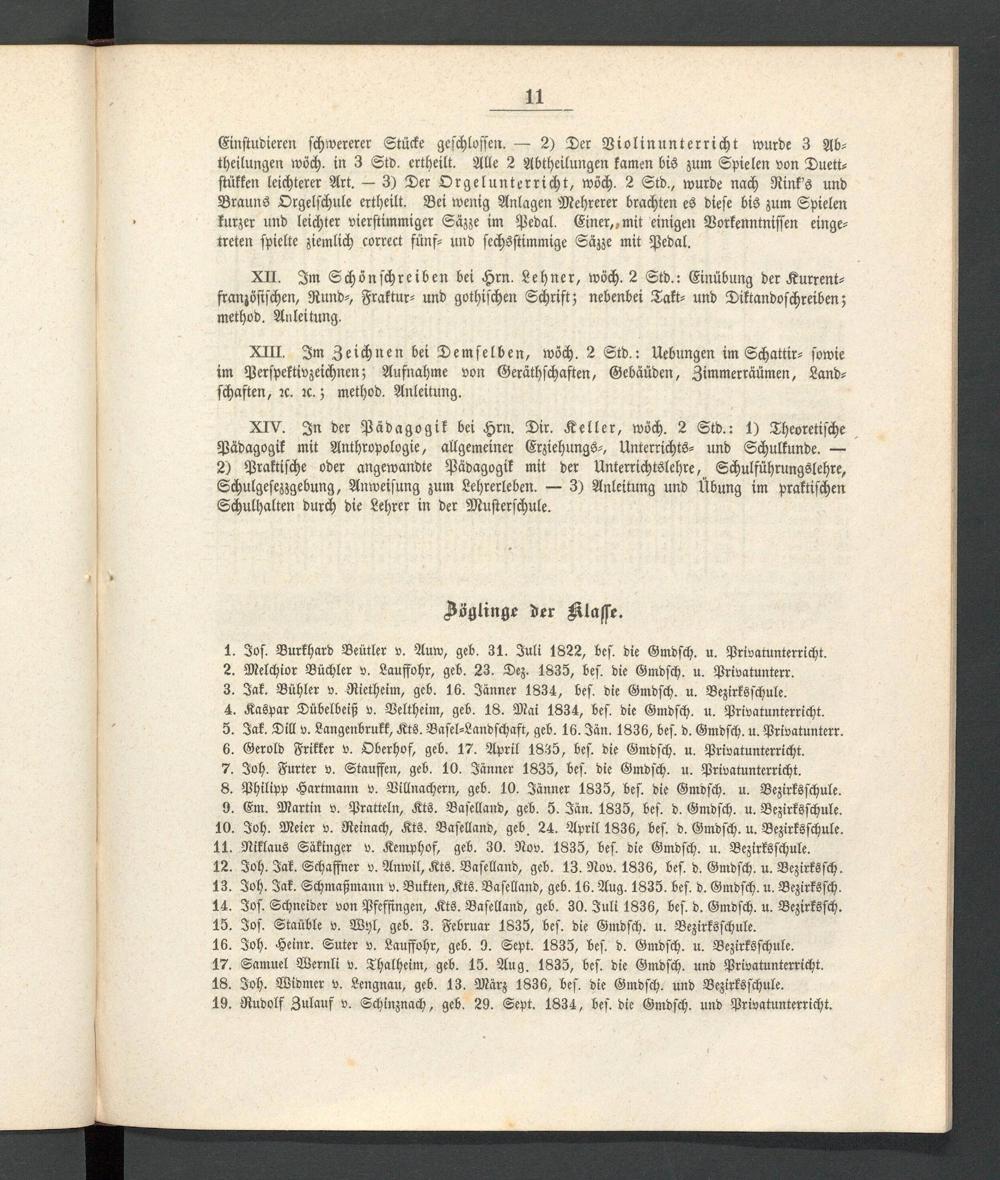 11
Einstudieren schwererer Stücke geschlossen. — 2) Der Violinunterricht wurde 3 Ab-
theilungen wöch. in 3 Std. ertheilt. Alle 2 Abtheilungen kamen bis zum Spielen von Duett-
stükken leichterer Art. — 3) Der Orgelunterricht, wöch. 2 Std., wurde nach Rink's und
Brauns Orgelschule ertheilt. Bei wenig Anlagen Mehrerer brachten es diese bis zum Spielen
kurzer und leichter vierstimmiger Säzze im Pedal. Einer, mit einigen Vorkenntnissen einge-
treten spielte ziemlich correct fünf- und sechsstimmige Säzze mit Pedal.
XII. Im Schönschreiben bei Hrn. Lehner, wöch. 2 Std.: Einübung der Kurrent-
französischen, Rund-, Fraktur- und gothischen Schrift; nebenbei Takt- und Diktandoschreiben;
method. Anleitung.
XIII. Im Zeichnen bei Demselben, wöch. 2 Std.: Uebungen im Schattir- sowie
im Perspektivzeichnen; Aufnahme von Geräthschaften, Gebäüden, Zimmerräümen, Land-
schaften, ꝛc. ꝛc.; method. Anleitung.
XIV. In der Pädagogik bei Hrn. Dir. Keller, wöch. 2 Std.: 1) Theoretische
Pädagogik mit Anthropologie, allgemeiner Erziehungs-, Unterrichts- und Schulkunde. —
2) Praktische oder angewandte Pädagogik mit der Unterrichtslehre, Schulführungslehre,
Schulgesezzgebung, Anweisung zum Lehrerleben. — 3) Anleitung und Übung im praktischen
Schulhalten durch die Lehrer in der Musterschule.
Zöglinge der Klasse.
1. Jos. Burkhard Beütler v. Auw, geb. 31. Juli 1822, bes. die Gmdsch. u. Privatunterricht.
2. Melchior Büchler v. Lauffohr, geb. 23. Dez. 1835, bes. die Gmdsch. u. Privatunterr.
3. Jak. Bühler v. Rietheim, geb. 16. Jänner 1834, bes. die Gmdsch. u. Bezirksschule.
4. Kaspar Dübelbeiß v. Veltheim, geb. 18. Mai 1834, bes. die Gmdsch. u. Privatunterricht.
5. Jak. Dill v. Langenbrukk, Kts. Basel-Landschaft, geb. 16. Jän. 1836, bes. d. Gmdsch. u. Privatunterr.
6. Gerold Frikker v. Oberhof, geb. 17. April 1835, bes. die Gmdsch. u. Privatunterricht.
7. Joh. Furter v. Stauffen, geb. 10. Jänner 1835, bes. die Gmdsch. u. Privatunterricht.
8. Philipp Hartmann v. Villnachern, geb. 10. Jänner 1835, bes. die Gmdsch. u. Bezirksschule.
9. Em. Martin v. Pratteln, Kts. Baselland, geb. 5. Jän. 1835, bes. d. Gmdsch. u. Bezirksschule.
10. Joh. Meier v. Reinach, Kts. Baselland, geb. 24. April 1836, bes. d. Gmdsch. u. Bezirksschule.
11. Niklaus Säkinger v. Kemphof, geb. 30. Nov. 1835, bes. die Gmdsch. u. Bezirksschule.
12. Joh. Jak. Schaffner v. Anwil, Kts. Baselland, geb. 13. Nov. 1836, bes. d. Gmdsch. u. Bezirkssch.
13. Joh. Jak. Schmaßmann v. Bukten, Kts. Baselland, geb. 16. Aug. 1835. bes. d. Gmdsch. u. Bezirkssch.
14. Jos. Schneider von Pfeffingen, Kts. Baselland, geb. 30. Juli 1836, bes. d. Gmdsch. u. Bezirkssch.
15. Jos. Staüble v. Wyl, geb. 3. Februar 1835, bes. die Gmdsch. u. Bezirksschule.
16. Joh. Heinr. Suter v. Lauffohr, geb. 9. Sept. 1835, bes. d. Gmdsch. u. Bezirksschule.
17. Samuel Wernli v. Thalheim, geb. 15. Aug. 1835, bes. die Gmdsch. und Privatunterricht.
18. Joh. Widmer v. Lengnau, geb. 13. März 1836, bes. die Gmdsch. und Bezirksschule.
19. Rudolf Zulauf v. Schinznach, geb. 29. Sept. 1834, bes. die Gmdsch. und Privatunterricht.